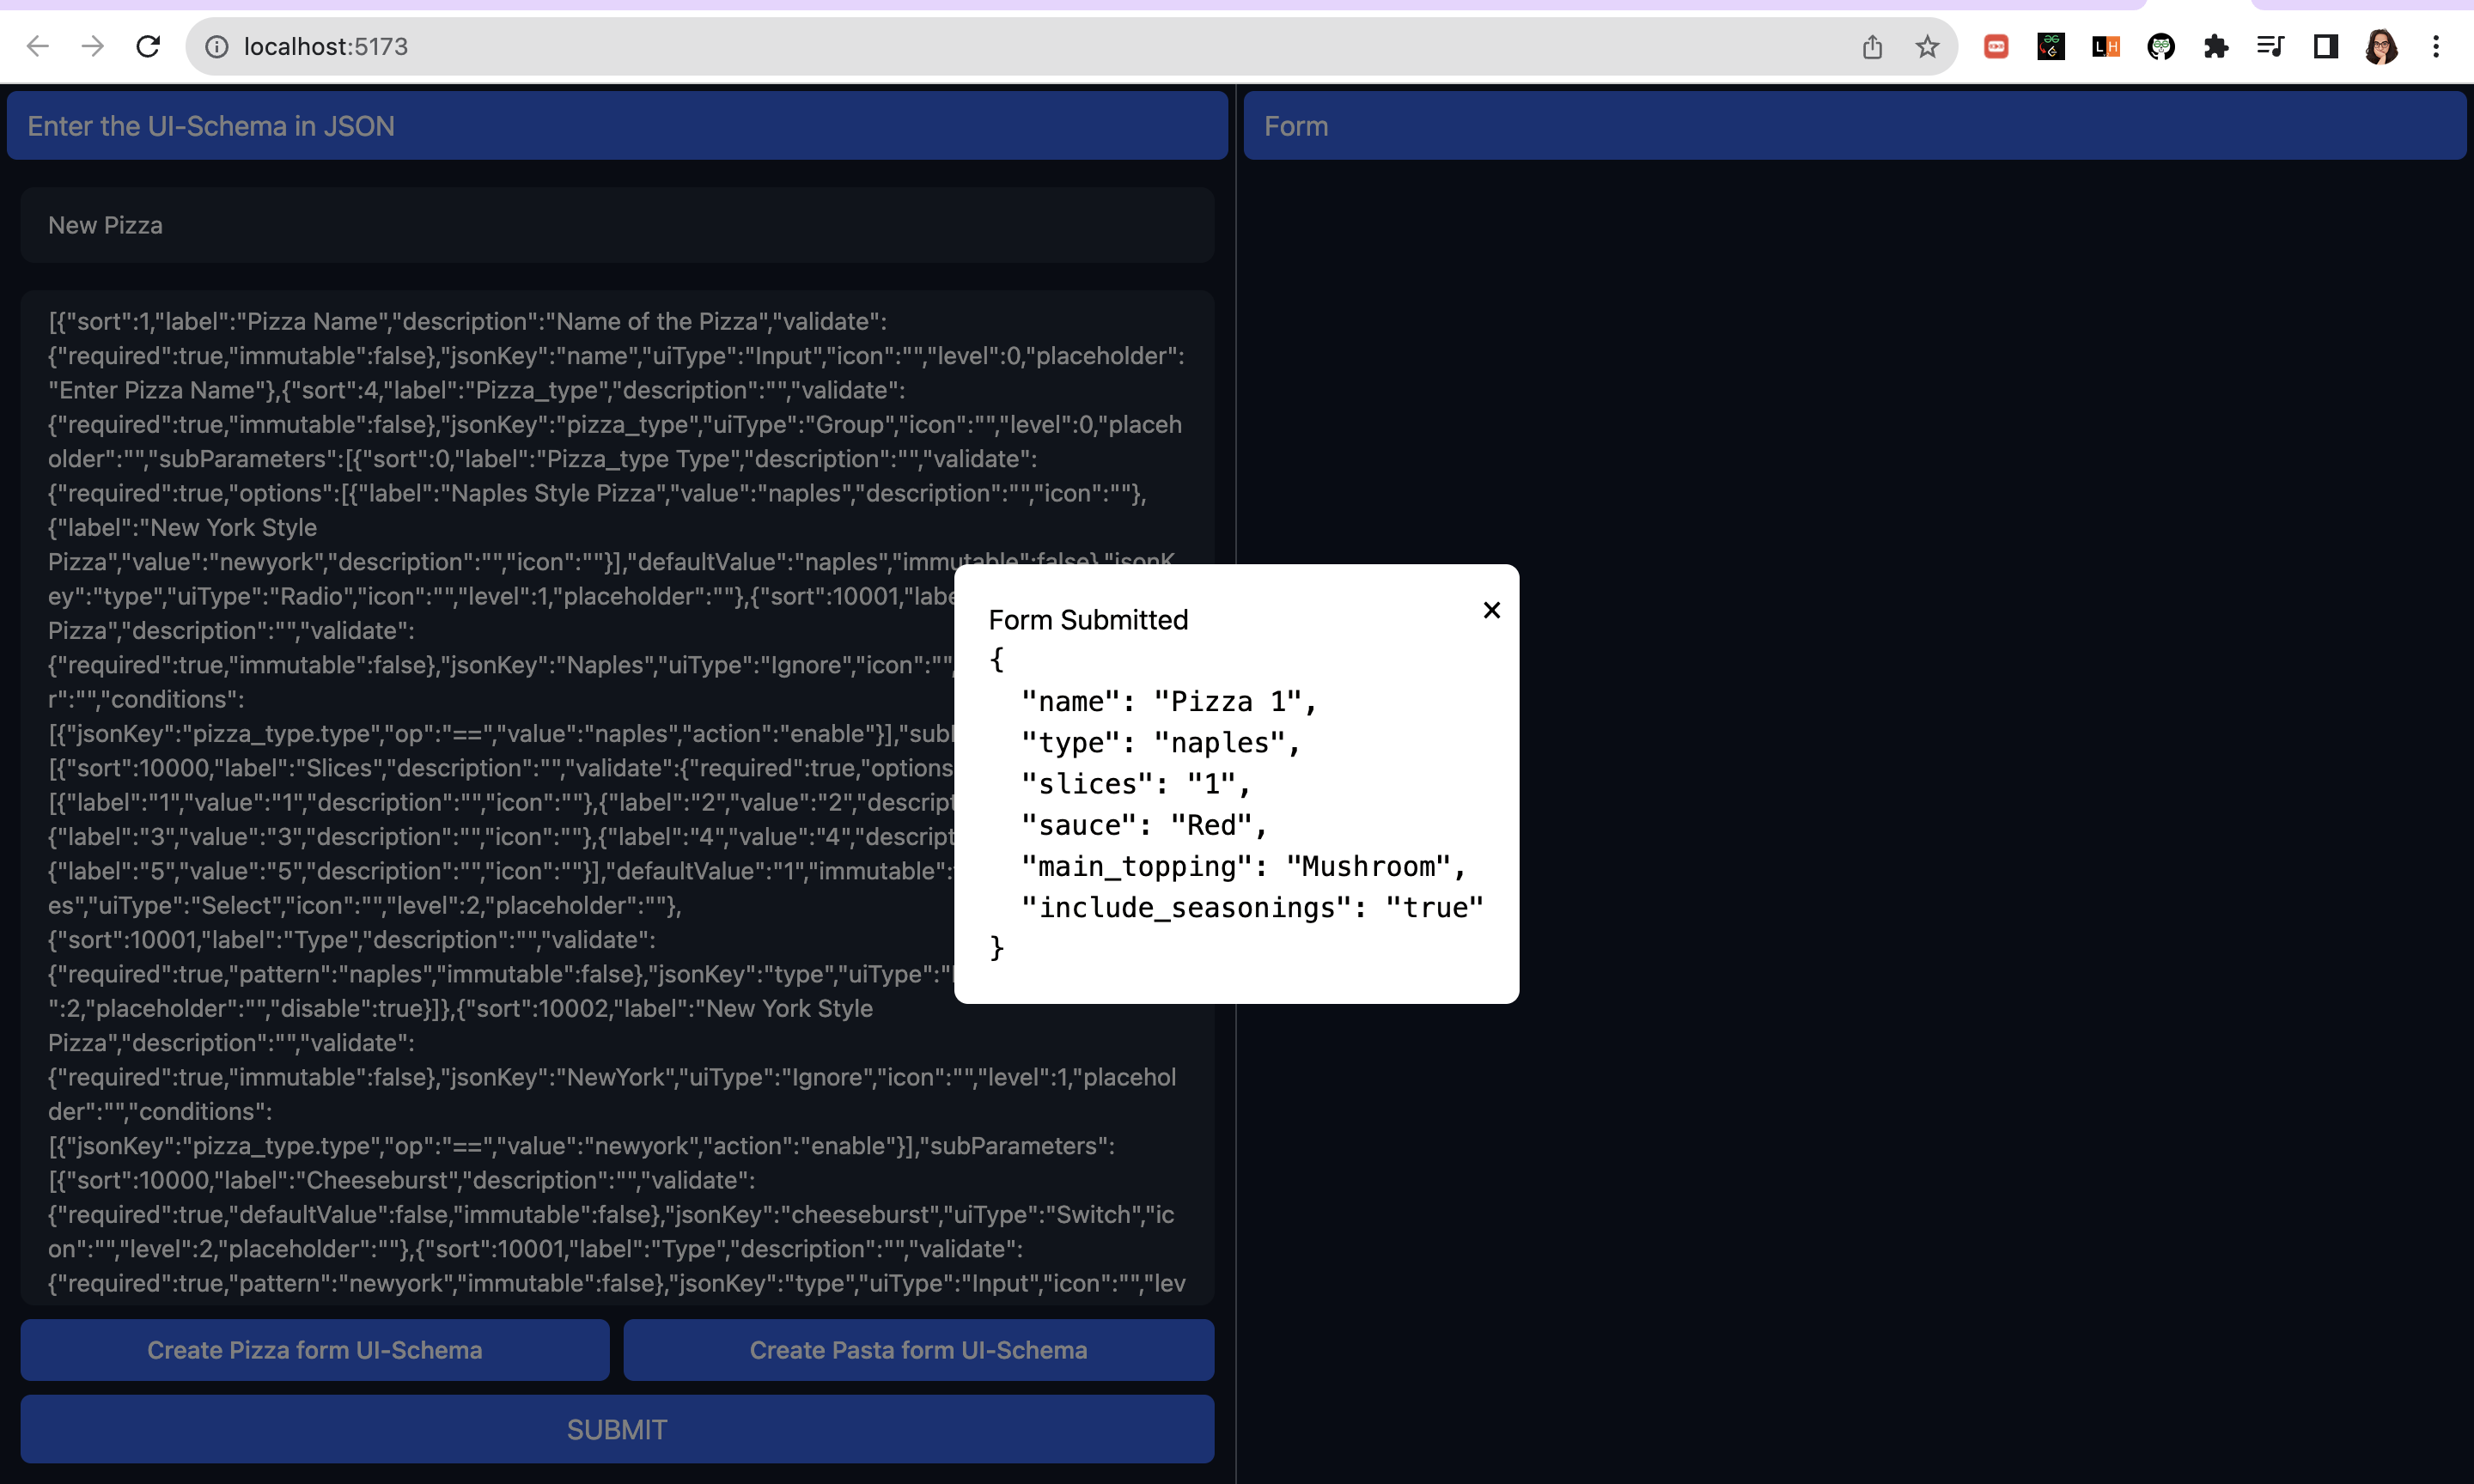 localhost:5173
Enter the UI-Schema in JSON
Form
New Pizza
[{"sort":1,"label":"Pizza Name","description":"Name of the Pizza","validate":
{"required":true,"immutable":false},"jsonKey":"name","uiType":"Input","icon":"","level":0,"placeholder":
"Enter Pizza Name"},{"sort":4,"label":"Pizza_type","description":"","validate":
{"required":true,"immutable":false},"jsonKey":"pizza_type","uiType":"Group","icon":"","level":0,"placeh
older":"","subParameters":[{"sort":0,"label":"Pizza_type Type","description":"","validate":
{"required":true,"options":[{"label":"Naples Style Pizza","value":"naples","description":"","icon":""},
{"label":"New York Style
Pizza","value":"newyork","description":"","icon":""}],"defaultValue":"naples","immutable":false},"jsonK
ey":"type","uiType":"Radio","icon":"","level":1,"placeholder":""},{"sort":10001,"labe
Pizza","description":"","validate":
{"required":true,"immutable":false},"jsonKey":"Naples","uiType":"Ignore","icon":"",
r":"","conditions":
[{"jsonKey":"pizza_type.type","op":"==","value":"naples","action":"enable"}],"sub
[{"sort":10000,"label":"Slices","description":"","validate":{"required":true,"options
[{"label":"1","value":"1","description":"","icon":""},{"label":"2","value":"2","descript
{"label":"3","value":"3","description":"","icon":""},{"label":"4","value":"4","descript
{"label":"5","value":"5","description":"","icon":""}],"defaultValue":"1","immutable":
es","uiType":"Select","icon":"","level":2,"placeholder":""},
{"sort":10001,"label":"Type","description":"","validate":
{"required":true,"pattern":"naples","immutable":false},"jsonKey":"type","uiType":"
":2,"placeholder":"","disable":true}]},{"sort":10002,"label":"New York Style
Pizza","description":"","validate":
{"required":true,"immutable":false},"jsonKey":"NewYork","uiType":"Ignore","icon":"","level":1,"placehol
der":"","conditions":
[{"jsonKey":"pizza_type.type","op":"==","value":"newyork","action":"enable"}],"subParameters":
[{"sort":10000,"label":"Cheeseburst","description":"","validate":
{"required":true,"defaultValue":false,"immutable":false},"jsonKey":"cheeseburst","uiType":"Switch","ic
on":"","level":2,"placeholder":""},{"sort":10001,"label":"Type","description":"","validate":
{"required":true,"pattern":"newyork","immutable":false},"jsonKey":"type","uiType":"Input","icon":"","lev
Create Pizza form UI-Schema
Create Pasta form UI-Schema
SUBMIT
Form Submitted
{
"name": "Pizza 1",
"type": "naples",
"slices": "1",
"sauce": "Red",
"main_topping": "Mushroom",
"include_seasonings": "true"
}